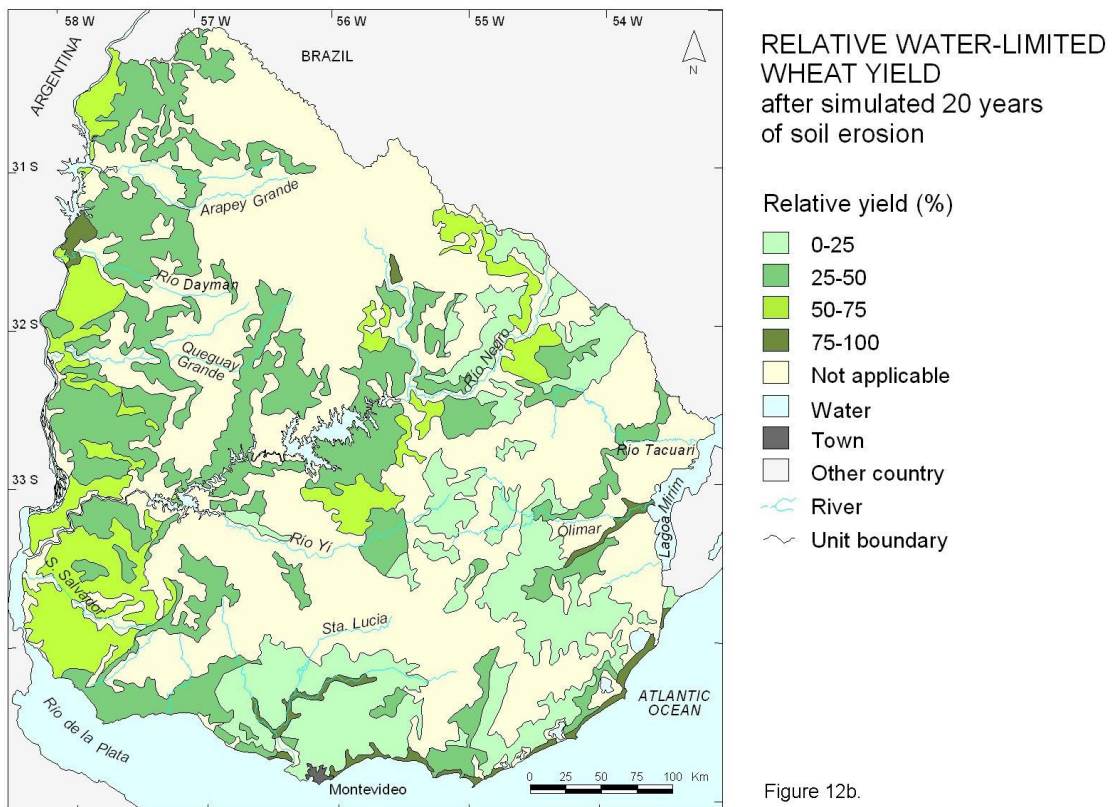 58 W
57 W
56 W
55 W
54 W
ARGENTINA
BRAZIL
N
31 S
Arapey Grande
Rio Dayman
32 S
Queguay
Grande
Rio Negro
Rio Tacuari
33 S
Lagoa Mirim
Olimar
Rio Yi
S. Salvador
Sta. Lucia
ATLANTIC
OCEAN
Río de la Plata
Montevideo
0 25 50 75 100 Km
RELATIVE WATER-LIMITED
WHEAT YIELD
after simulated 20 years
of soil erosion
Relative yield (%)
0-25
25-50
50-75
75-100
Not applicable
Water
Town
Other country
River
Unit boundary
Figure 12b.